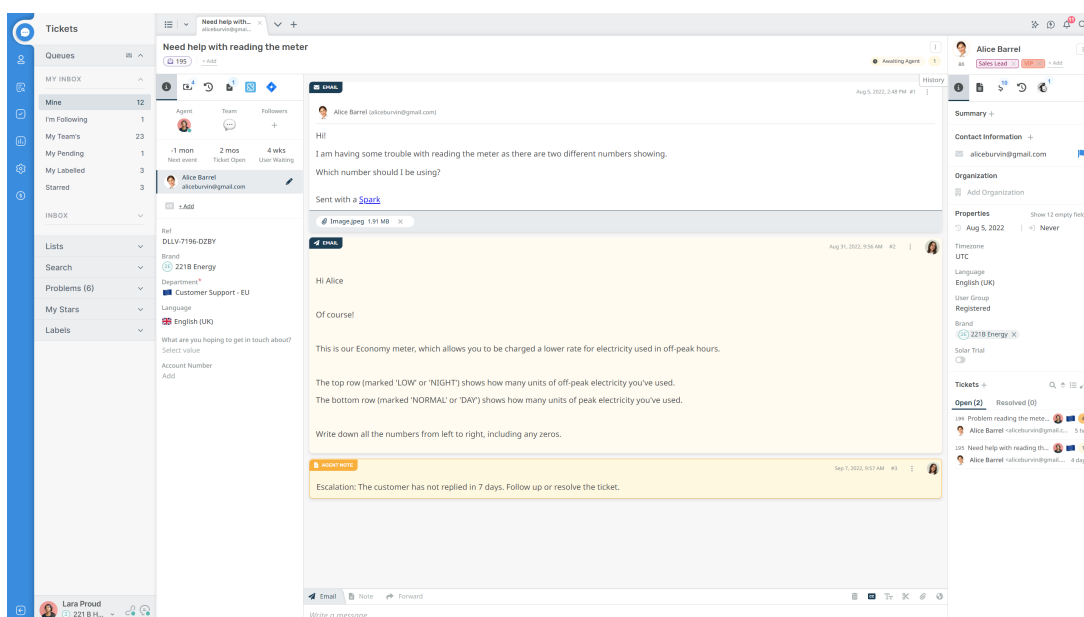 Tickets
Queues
MY INBOX
Mine 12
I'm Following 1
My Team's 23
My Pending 1
My Labelled 3
Starred 3
INBOX
Lists
Search
Problems (6)
My Stars
Labels
Lara Proud
221 B H...
Need help with...
aliceburvin@gmai...
Need help with reading the meter
195
+ Add
Awaiting Agent 1
History
4
1
Agent Team Followers
-1 mon 2 mos 4 wks
Next event Ticket Open User Waiting
Alice Barrel
aliceburvin@gmail.com
CC + Add
Ref
DLLV-7196-DZBY
Brand
221B Energy
Department*
Customer Support - EU
Language
English (UK)
What are you hoping to get in touch about?
Select value
Account Number
Add
EMAIL
Aug 5, 2022, 2:48 PM #1
Alice Barrel (aliceburvin@gmail.com)
Hi!
I am having some trouble with reading the meter as there are two different numbers showing.
Which number should I be using?
Sent with a Spark
Image.jpeg 1.91 MB
EMAIL
Aug 31, 2022, 9:56 AM #2
Hi Alice
Of course!
This is our Economy meter, which allows you to be charged a lower rate for electricity used in off-peak hours.
The top row (marked 'LOW' or 'NIGHT') shows how many units of off-peak electricity you've used.
The bottom row (marked 'NORMAL' or 'DAY') shows how many units of peak electricity you've used.
Write down all the numbers from left to right, including any zeros.
AGENT NOTE
Sep 7, 2022, 9:57 AM #3
Escalation: The customer has not replied in 7 days. Follow up or resolve the ticket.
Email Note Forward
Write a message
11
Alice Barrel
Sales Lead VIP + Add
10
1
Summary +
Contact Information +
aliceburvin@gmail.com
Organization
Add Organization
Properties Show 12 empty field
Aug 5, 2022 Never
Timezone
UTC
Language
English (UK)
User Group
Registered
Brand
221B Energy
Solar Trial
Tickets +
Open (2) Resolved (0)
196 Problem reading the mete...
Alice Barrel <aliceburvin@gmail.c... 5 h
195 Need help with reading th... 1
Alice Barrel <aliceburvin@gmail.... 4 day